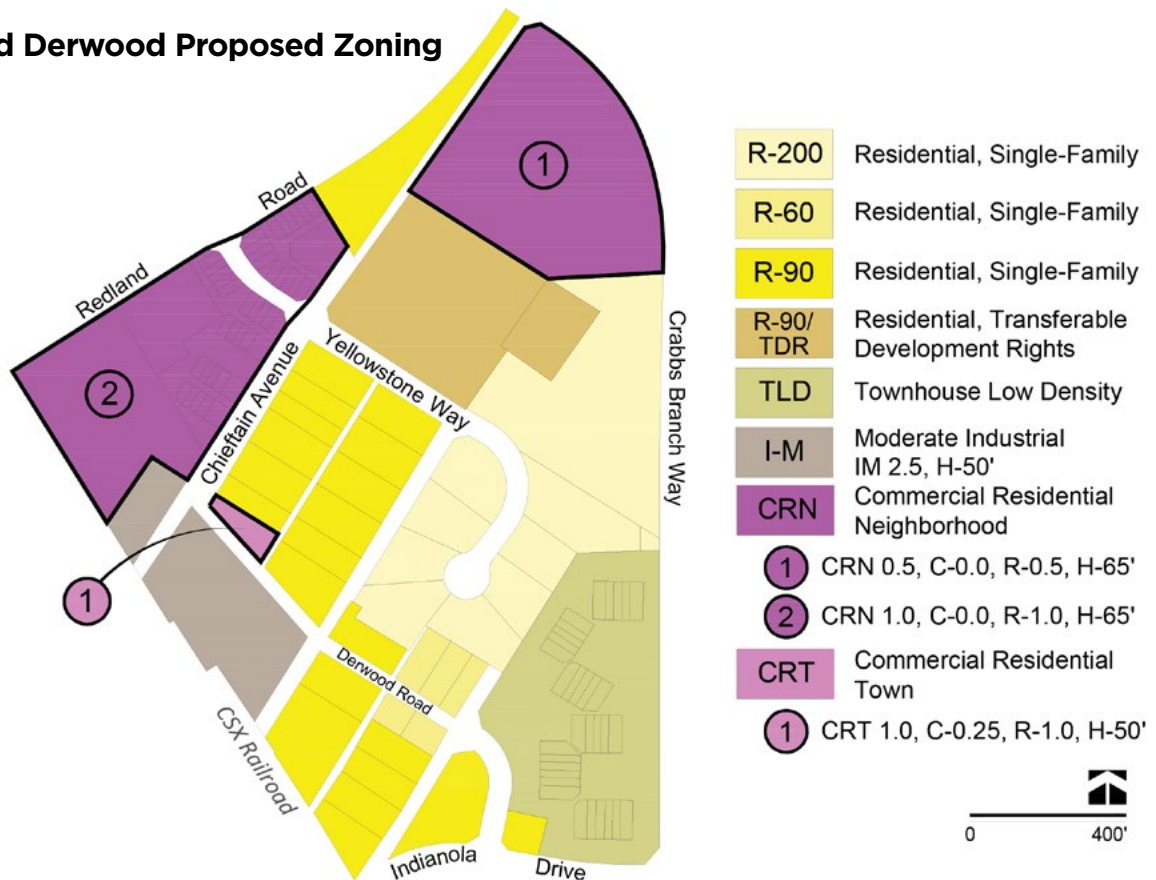 d Derwood Proposed Zoning
1
Road
Redland
2
Chieftain Avenue
Yellowstone Way
Crabbs Branch Way
1
Derwood Road
CSX Railroad
Indianola
Drive
R-200 Residential, Single-Family
R-60 Residential, Single-Family
R-90 Residential, Single-Family
R-90/ Residential, Transferable
TDR Development Rights
TLD Townhouse Low Density
I-M Moderate Industrial
IM 2.5, H-50'
CRN Commercial Residential
Neighborhood
1 CRN 0.5, C-0.0, R-0.5, H-65'
2 CRN 1.0, C-0.0, R-1.0, H-65'
CRT Commercial Residential
Town
1 CRT 1.0, C-0.25, R-1.0, H-50'
0 400'